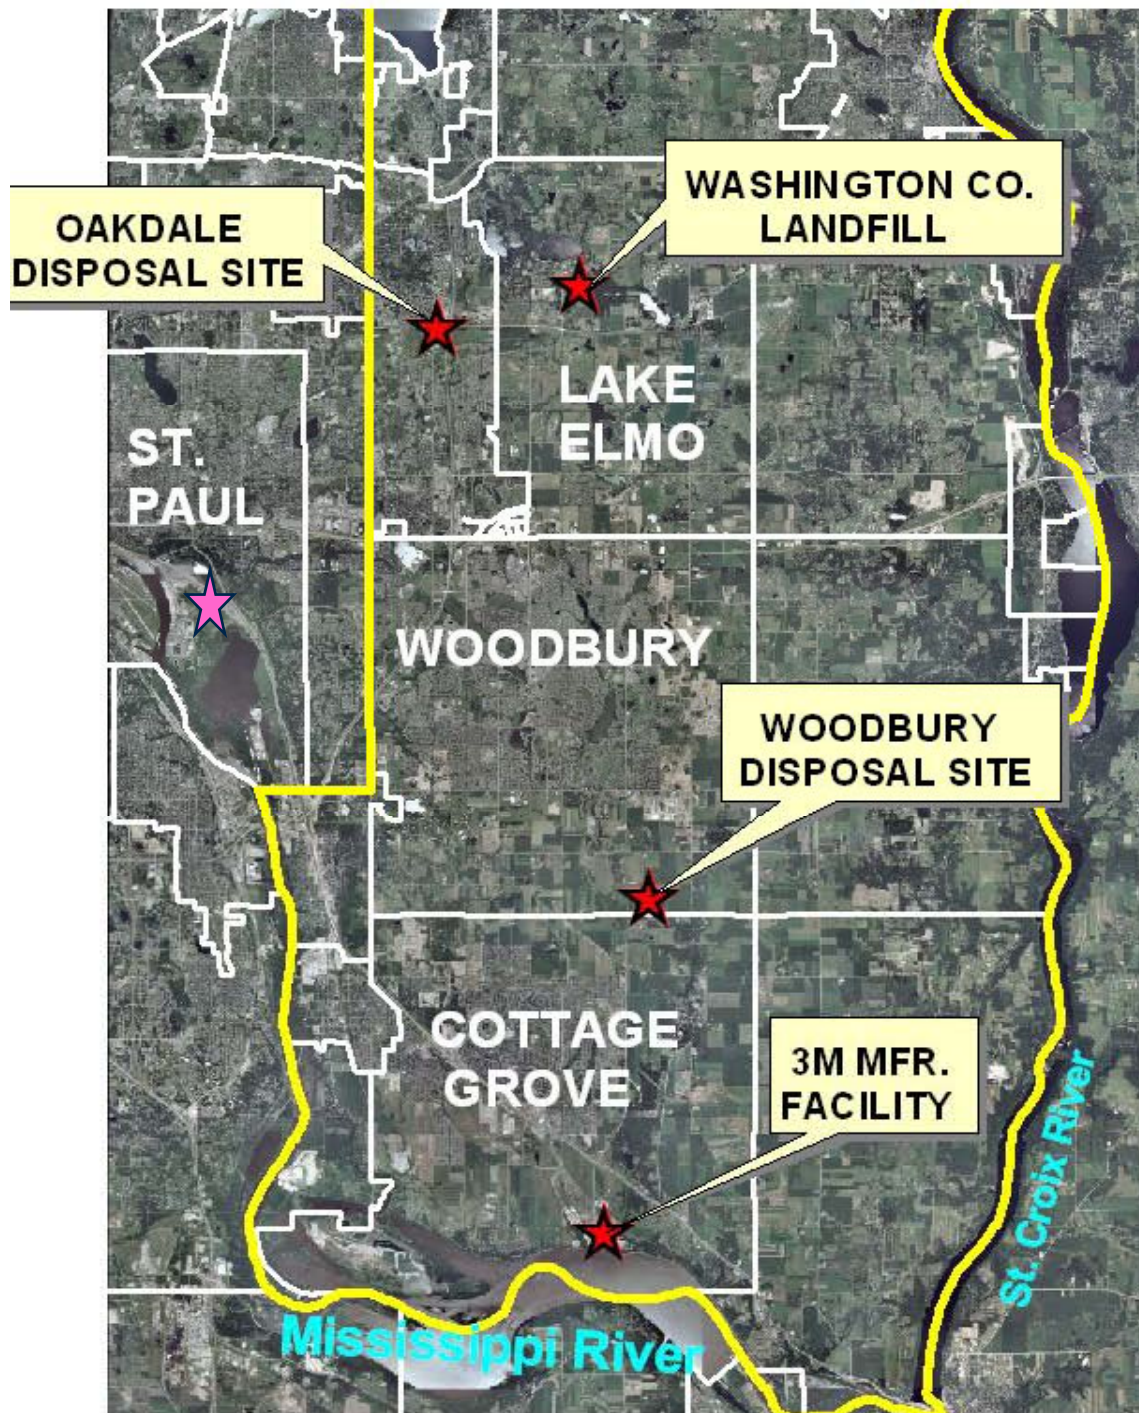 WASHINGTON CO.
LANDFILL
OAKDALE
DISPOSAL SITE
LAKE
ELMO
ST.
PAUL
WOODBURY
WOODBURY
DISPOSAL SITE
COTTAGE
GROVE
3M MFR.
FACILITY
St. Croix River
Mississippi River